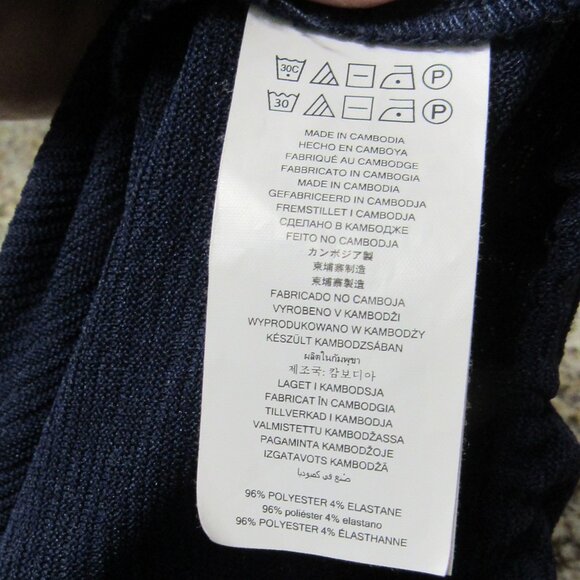 30C P
30 P
MADE IN CAMBODIA
HECHO EN CAMBOYA
FABRIQUÉ AU CAMBODGE
FABBRICATO IN CAMBOGIA
MADE IN CAMBODIA
GEFABRICEERD IN CAMBODJA
FREMSTILLET I CAMBODJA
СДЕЛАНО В КАМБОДЖЕ
FEITO NO CAMBODJA
カンボジア製
柬埔寨制造
柬埔寨製造
FABRICADO NO CAMBOJA
VYROBENO V KAMBODŽI
WYPRODUKOWANO W KAMBODŻY
KÉSZÜLT KAMBODZSÁBAN
ผลิตในกัมพูชา
제조국: 캄보디아
LAGET I KAMBODSJA
FABRICAT ÎN CAMBODGIA
TILLVERKAD I KAMBODJA
VALMISTETTU KAMBODŽASSA
PAGAMINTA KAMBODŽOJE
IZGATAVOTS KAMBODŽĀ
صنع في كمبوديا
96% POLYESTER 4% ELASTANE
96% poliéster 4% elastano
96% POLYESTER 4% ÉLASTHANNE